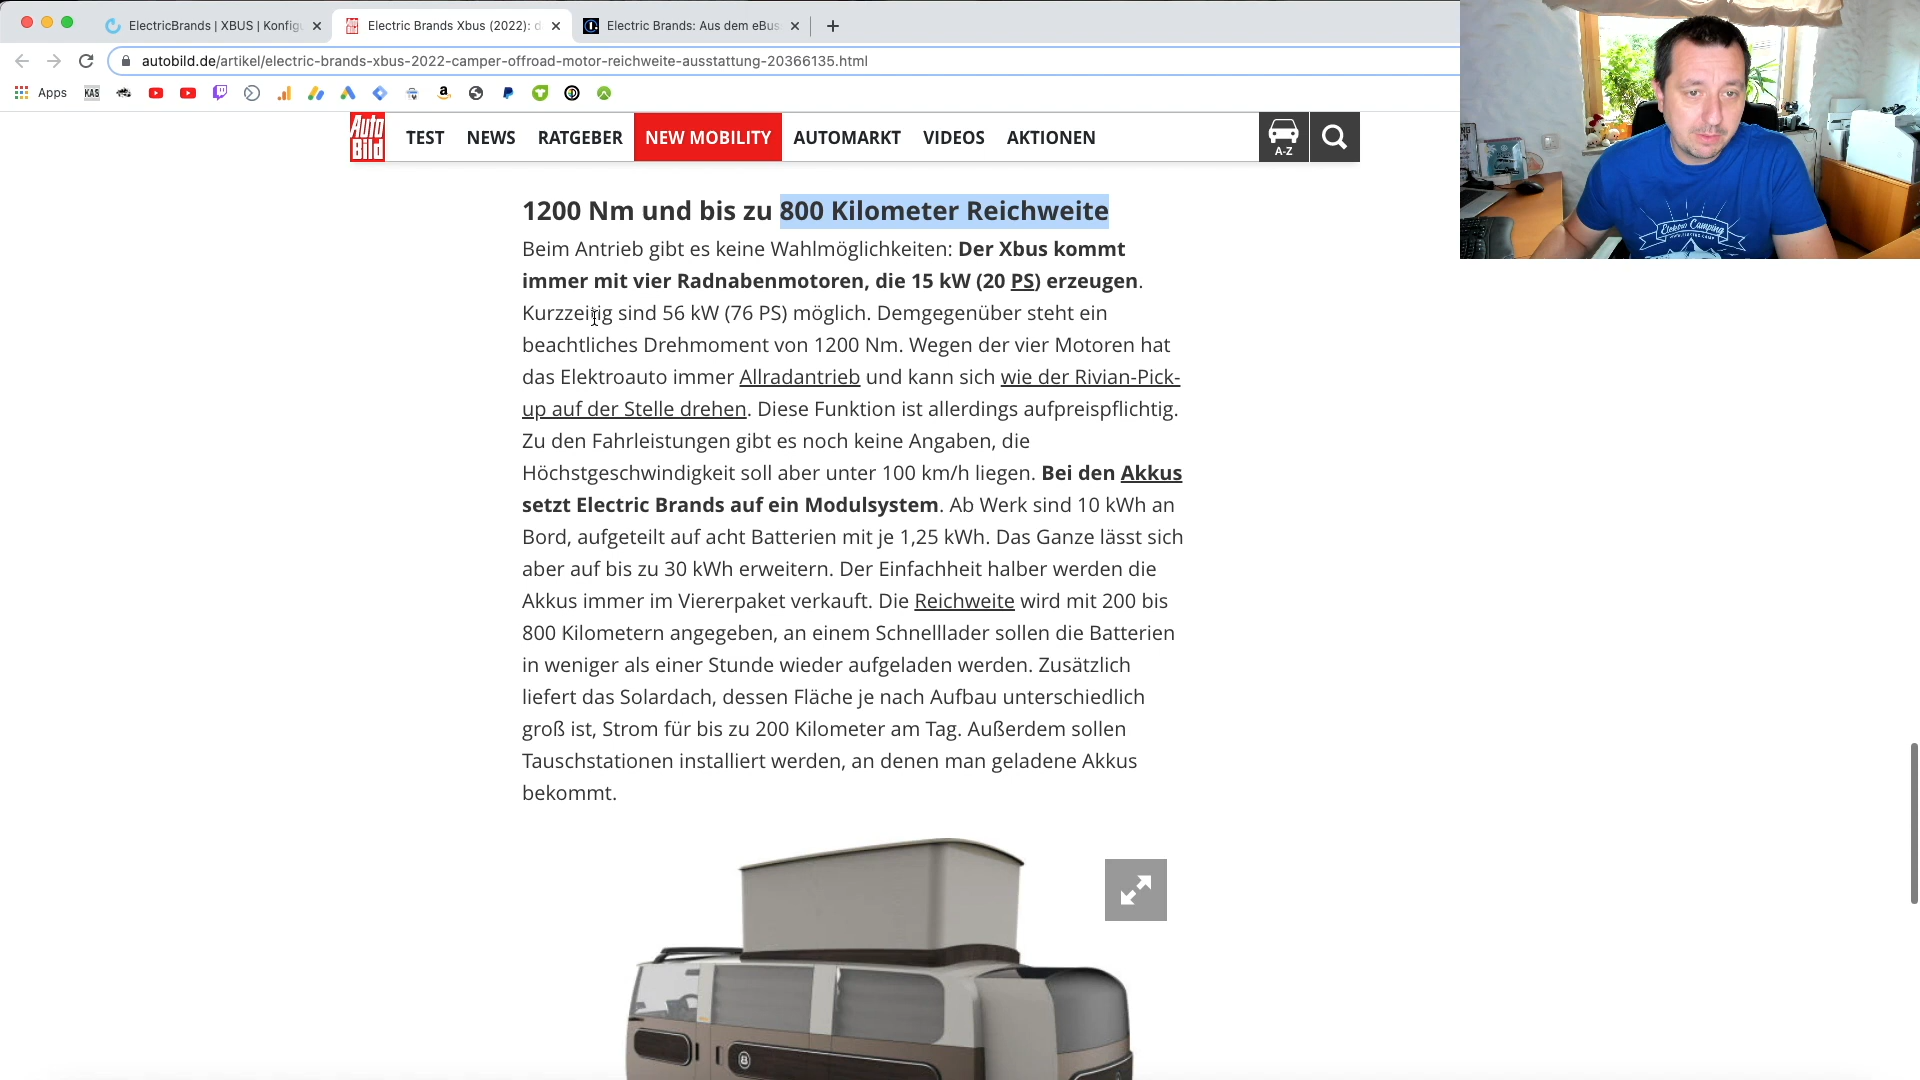 ElectricBrands | XBUS | Konfigu
Electric Brands Xbus (2022): d
Electric Brands: Aus dem eBus
autobild.de/artikel/electric-brands-xbus-2022-camper-offroad-motor-reichweite-ausstattung-20366135.html
Apps
KAS
Auto Bild
TEST
NEWS
RATGEBER
NEW MOBILITY
AUTOMARKT
VIDEOS
AKTIONEN
A-Z
Elektro Camping
1200 Nm und bis zu 800 Kilometer Reichweite
Beim Antrieb gibt es keine Wahlmöglichkeiten: Der Xbus kommt
immer mit vier Radnabenmotoren, die 15 kW (20 PS) erzeugen.
Kurzzeitig sind 56 kW (76 PS) möglich. Demgegenüber steht ein
beachtliches Drehmoment von 1200 Nm. Wegen der vier Motoren hat
das Elektroauto immer Allradantrieb und kann sich wie der Rivian-Pick-
up auf der Stelle drehen. Diese Funktion ist allerdings aufpreispflichtig.
Zu den Fahrleistungen gibt es noch keine Angaben, die
Höchstgeschwindigkeit soll aber unter 100 km/h liegen. Bei den Akkus
setzt Electric Brands auf ein Modulsystem. Ab Werk sind 10 kWh an
Bord, aufgeteilt auf acht Batterien mit je 1,25 kWh. Das Ganze lässt sich
aber auf bis zu 30 kWh erweitern. Der Einfachheit halber werden die
Akkus immer im Viererpaket verkauft. Die Reichweite wird mit 200 bis
800 Kilometern angegeben, an einem Schnelllader sollen die Batterien
in weniger als einer Stunde wieder aufgeladen werden. Zusätzlich
liefert das Solardach, dessen Fläche je nach Aufbau unterschiedlich
groß ist, Strom für bis zu 200 Kilometer am Tag. Außerdem sollen
Tauschstationen installiert werden, an denen man geladene Akkus
bekommt.